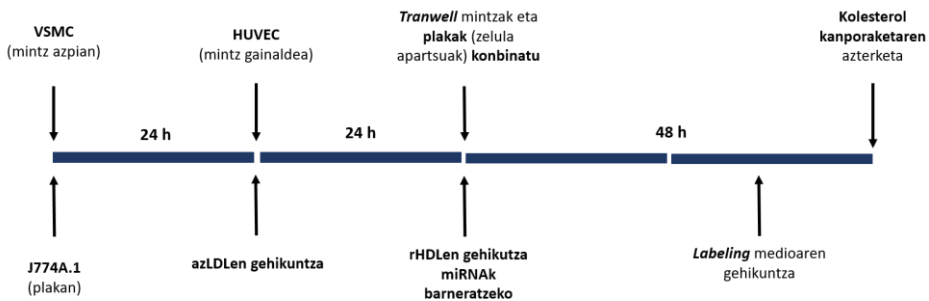 VSMC
(mintz azpian)
HUVEC
(mintz gainaldea)
Tranwell mintzak eta
plakak (zelula
apartsuak) konbinatu
Kolesterol
kanporaketaren
azterketa
24 h
24 h
48 h
J774A.1
(plakan)
azLDLen gehikuntza
rHDLen gehikutza
miRNAk
barneratzeko
Labeling medioaren
gehikuntza